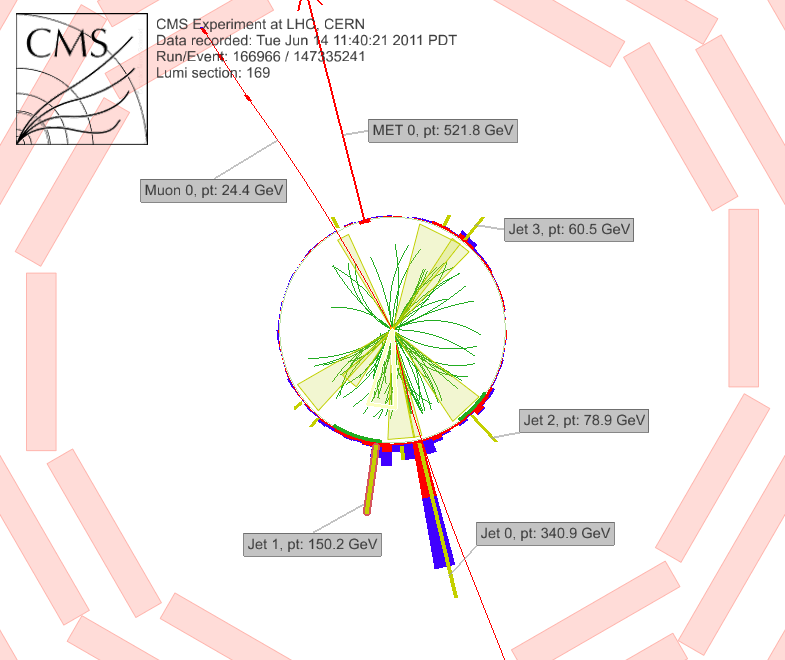 CMS
CMS Experiment at LHC, CERN
Data recorded: Tue Jun 14 11:40:21 2011 PDT
Run/Event: 166966 / 147335241
Lumi section: 169
MET 0, pt: 521.8 GeV
Muon 0, pt: 24.4 GeV
Jet 3, pt: 60.5 GeV
Jet 2, pt: 78.9 GeV
Jet 0, pt: 340.9 GeV
Jet 1, pt: 150.2 GeV